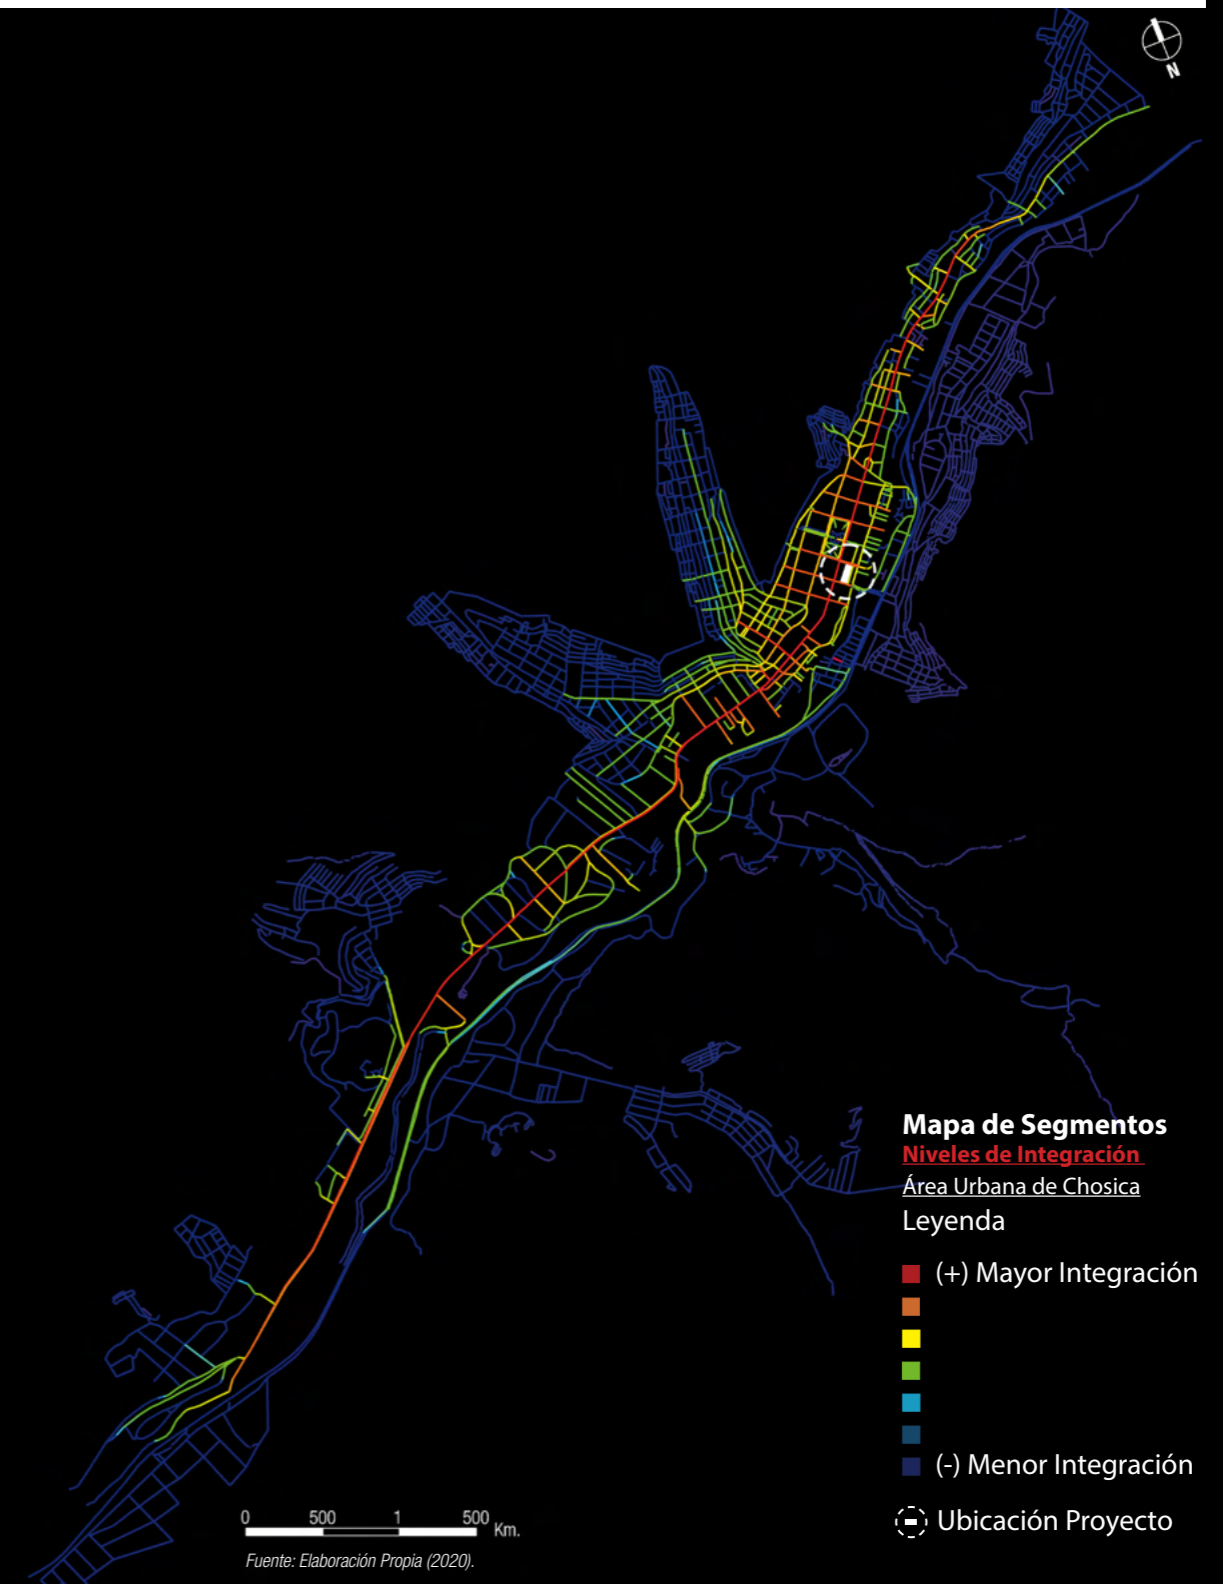 N
Mapa de Segmentos
Niveles de Integración
Área Urbana de Chosica
Leyenda
(+) Mayor Integración
(-) Menor Integración
Ubicación Proyecto
0 500 1 500 Km.
Fuente: Elaboración Propia (2020).